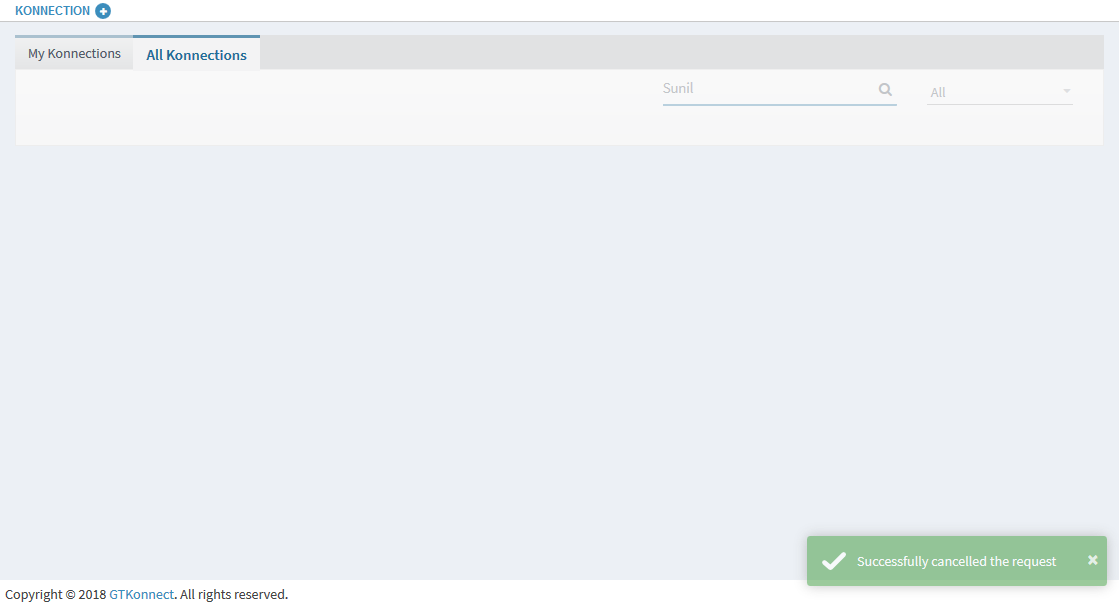 KONNECTION
My Konnections
All Konnections
Sunil
All
Successfully cancelled the request
Copyright © 2018 GTKonnect. All rights reserved.